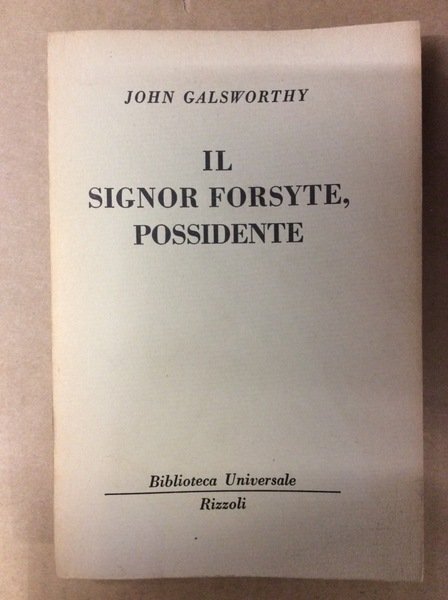 JOHN GALSWORTHY
IL
SIGNOR FORSYTE,
POSSIDENTE
Biblioteca Universale
Rizzoli